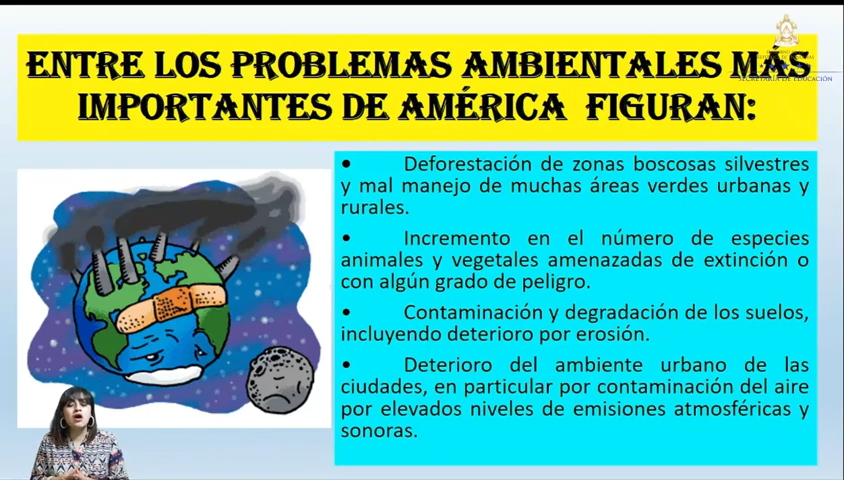 ENTRE LOS PROBLEMAS AMBIENTALES MÁS
IMPORTANTES DE AMÉRICA FIGURAN:
SECRETARÍA DE EDUCACIÓN
• Deforestación de zonas boscosas silvestres
y mal manejo de muchas áreas verdes urbanas y
rurales.
• Incremento en el número de especies
animales y vegetales amenazadas de extinción o
con algún grado de peligro.
• Contaminación y degradación de los suelos,
incluyendo deterioro por erosión.
• Deterioro del ambiente urbano de las
ciudades, en particular por contaminación del aire
por elevados niveles de emisiones atmosféricas y
sonoras.